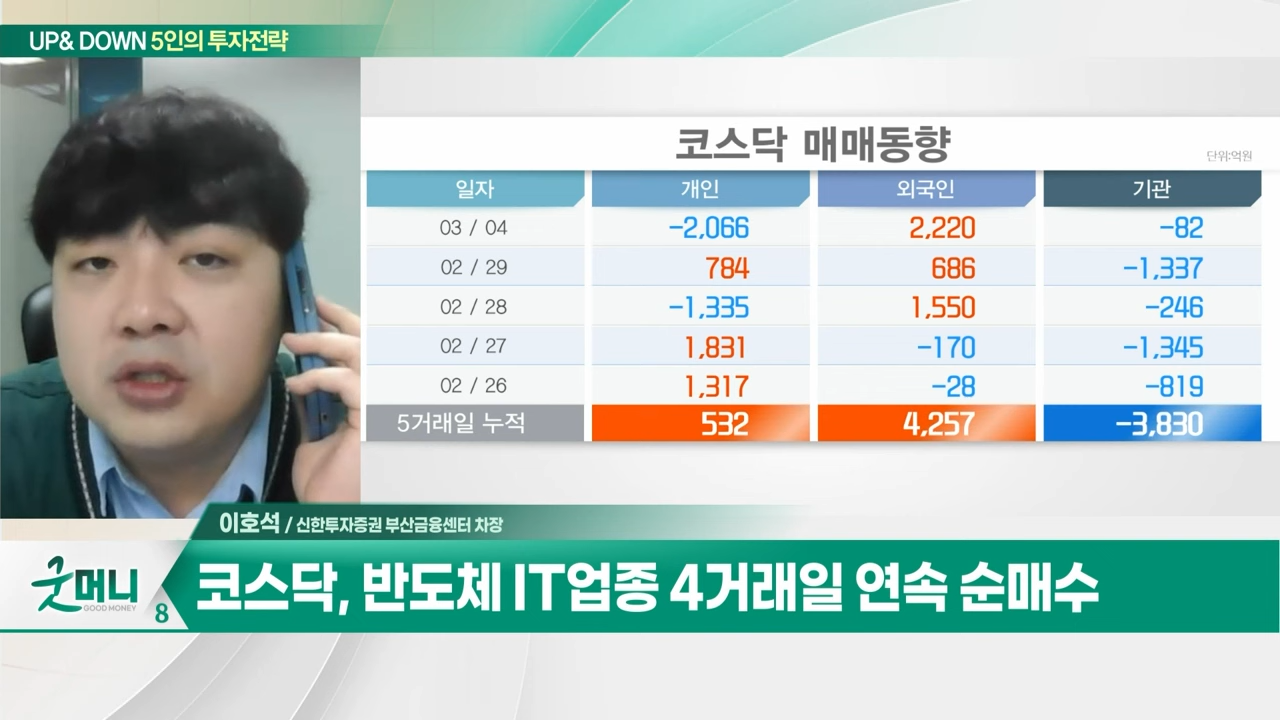 UP& DOWN 5인의 투자전략
코스닥 매매동향
단위:억원
일자 개인 외국인 기관
03 / 04 -2,066 2,220 -82
02 / 29 784 686 -1,337
02 / 28 -1,335 1,550 -246
02 / 27 1,831 -170 -1,345
02 / 26 1,317 -28 -819
5거래일 누적 532 4,257 -3,830
이호석 / 신한투자증권 부산금융센터 차장
굿머니
GOOD MONEY
8
코스닥, 반도체 IT업종 4거래일 연속 순매수